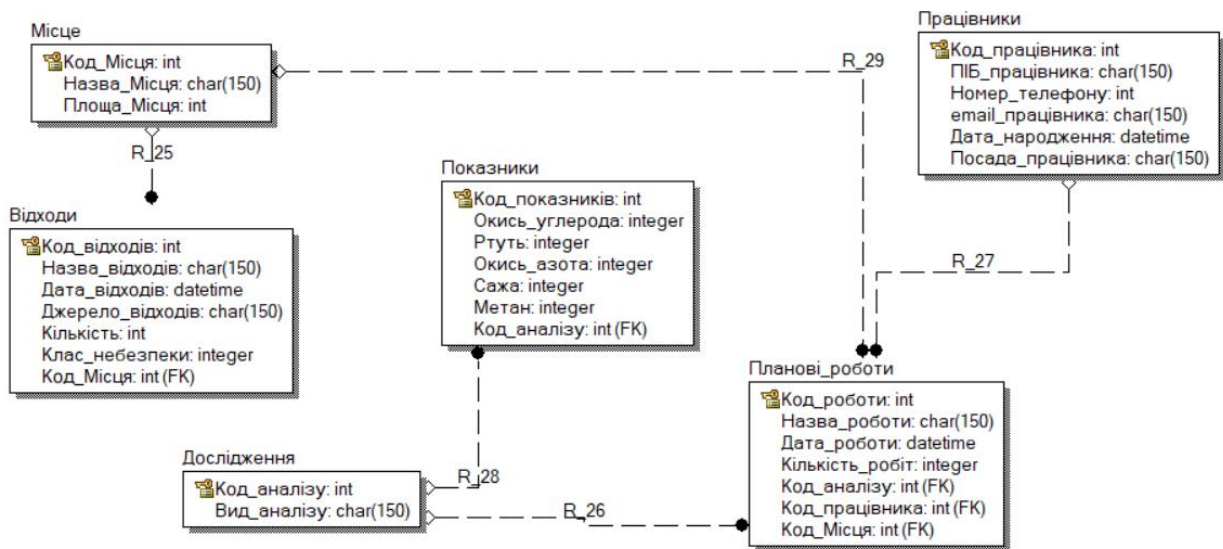 Місце
Код_Місця: int
Назва_Місця: char(150)
Площа_Місця: int
R_25
R_29
Працівники
Код_працівника: int
ПІБ_працівника: char(150)
Номер_телефону: int
email_працівника: char(150)
Дата_народження: datetime
Посада_працівника: char(150)
R_27
Відходи
Код_відходів: int
Назва_відходів: char(150)
Дата_відходів: datetime
Джерело_відходів: char(150)
Кількість: int
Клас_небезпеки: integer
Код_Місця: int (FK)
Показники
Код_показників: int
Окись_углерода: integer
Ртуть: integer
Окись_азота: integer
Сажа: integer
Метан: integer
Код_аналізу: int (FK)
Дослідження
Код_аналізу: int
Вид_аналізу: char(150)
R_28
R_26
Планові_роботи
Код_роботи: int
Назва_роботи: char(150)
Дата_роботи: datetime
Кількість_робіт: integer
Код_аналізу: int (FK)
Код_працівника: int (FK)
Код_Місця: int (FK)